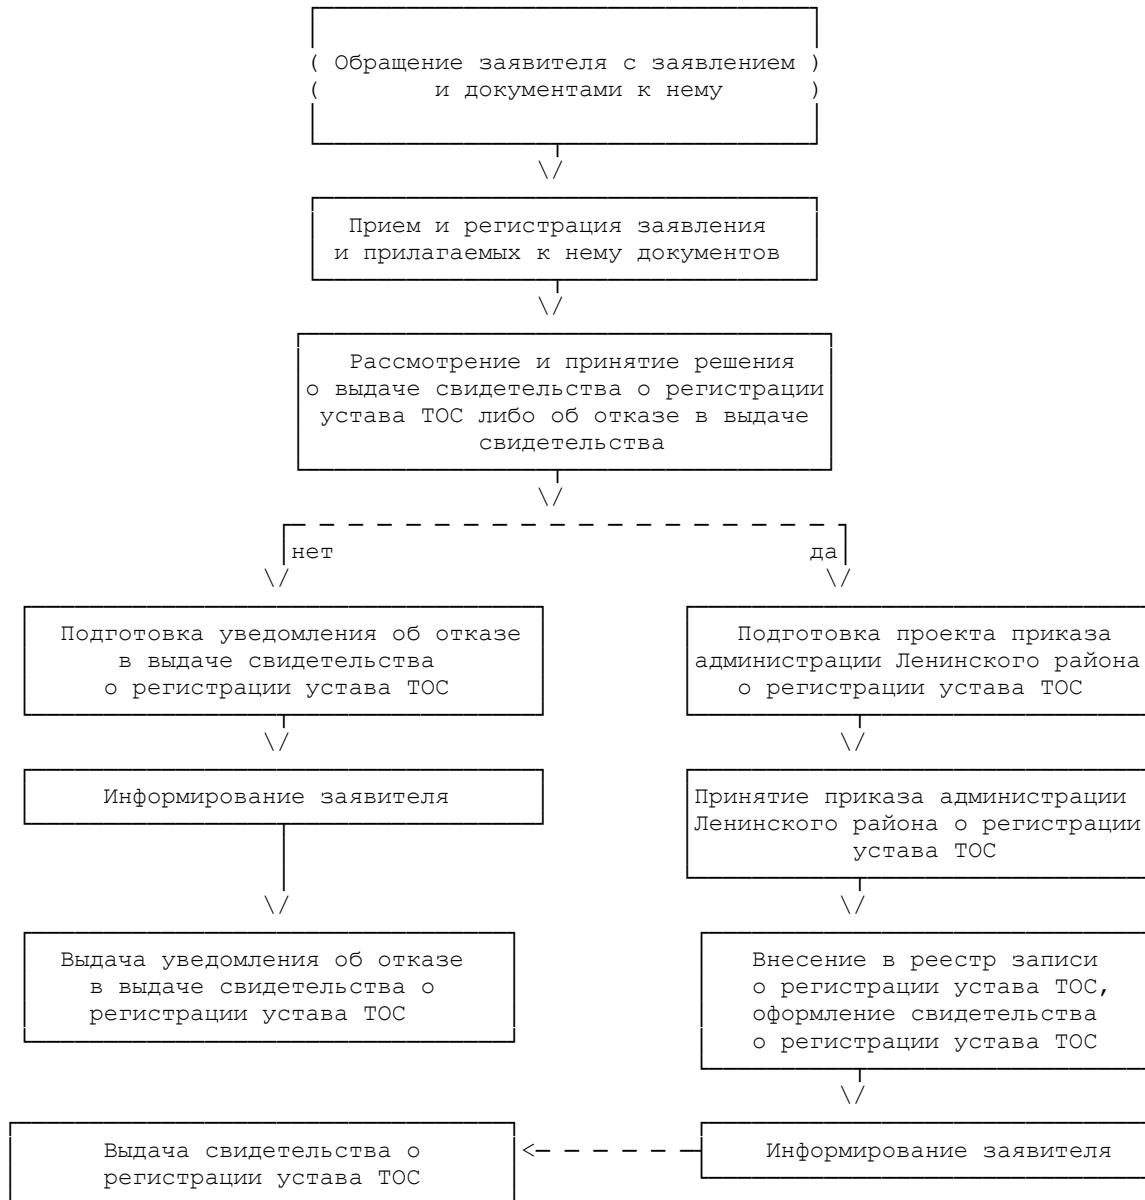 Обращение заявителя с заявлением
и документами к нему
Прием и регистрация заявления
и прилагаемых к нему документов
Рассмотрение и принятие решения
о выдаче свидетельства о регистрации
устава ТОС либо об отказе в выдаче
свидетельства
нет
да
Подготовка уведомления об отказе
в выдаче свидетельства
о регистрации устава ТОС
Подготовка проекта приказа
администрации Ленинского района
о регистрации устава ТОС
Информирование заявителя
Принятие приказа администрации
Ленинского района о регистрации
устава ТОС
Выдача уведомления об отказе
в выдаче свидетельства о
регистрации устава ТОС
Внесение в реестр записи
о регистрации устава ТОС,
оформление свидетельства
о регистрации устава ТОС
Выдача свидетельства о
регистрации устава ТОС
Информирование заявителя